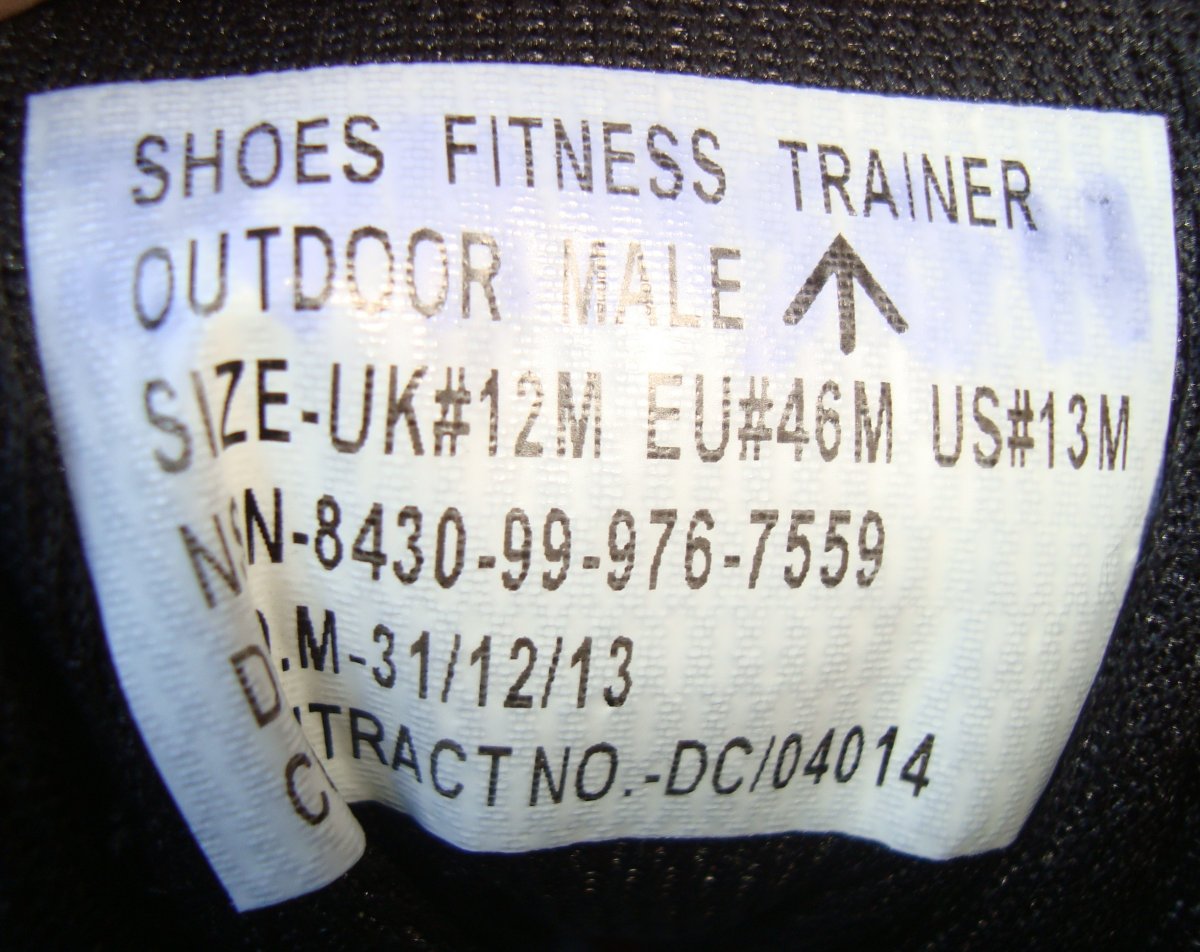 SHOES FITNESS TRAINER
OUTDOOR MALE ↑
SIZE-UK#12M EU#46M US#13M
NSN-8430-99-976-7559
D.O.M-31/12/13
CONTRACT NO.-DC/04014